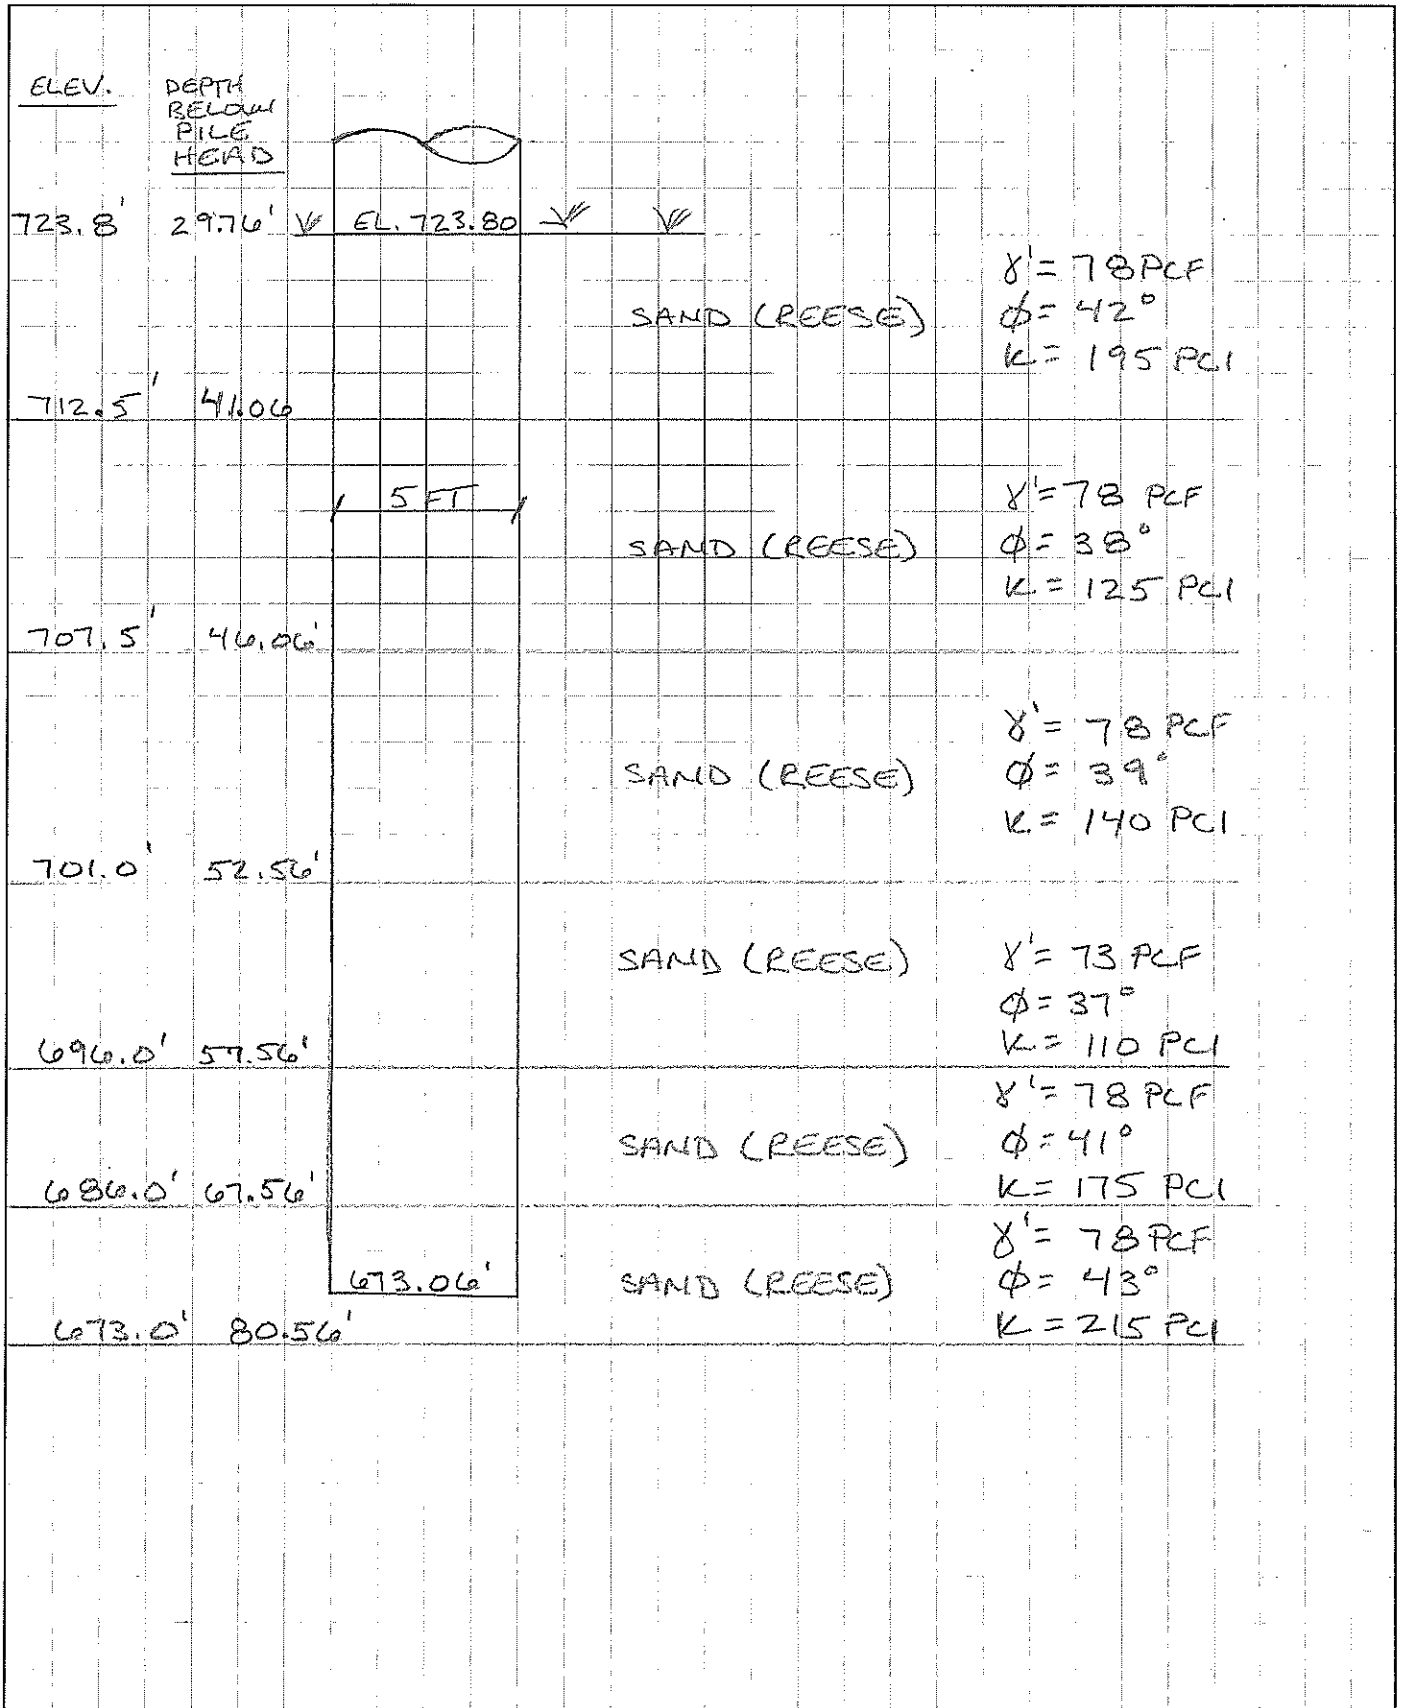 ELEV. DEPTH
BELOW
PILE
HEAD
723.8' 29.76' EL. 723.80
γ' = 78 PCF
SAND (REESE) φ = 42°
k = 195 PCI
712.5' 41.06
5 FT γ' = 78 PCF
SAND (REESE) φ = 38°
k = 125 PCI
707.5' 46.06'
γ' = 78 PCF
SAND (REESE) φ = 39°
k = 140 PCI
701.0' 52.56'
SAND (REESE) γ' = 73 PCF
φ = 37°
696.0' 57.56' k = 110 PCI
γ' = 78 PCF
SAND (REESE) φ = 41°
686.0' 67.56' k = 175 PCI
γ' = 78 PCF
673.06' SAND (REESE) φ = 43°
673.0' 80.56' k = 215 PCI